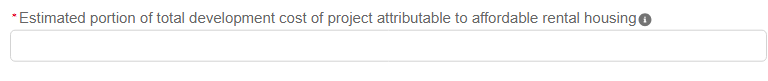 *Estimated portion of total development cost of project attributable to affordable rental housing